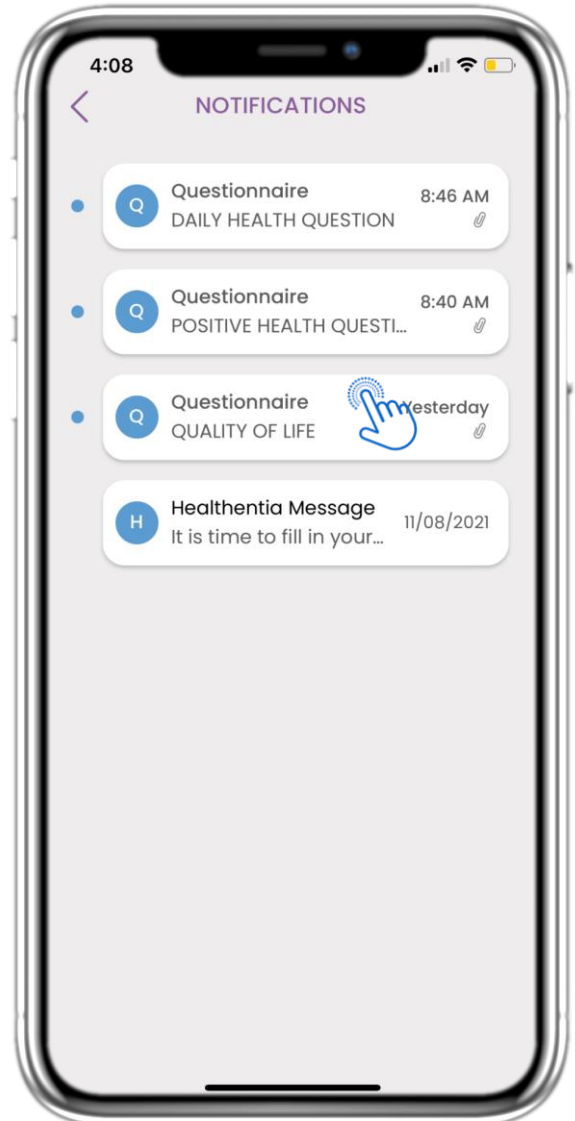 4:08
NOTIFICATIONS
Q
Questionnaire
8:46 AM
DAILY HEALTH QUESTION
Q
Questionnaire
8:40 AM
POSITIVE HEALTH QUESTI...
Q
Questionnaire
Yesterday
QUALITY OF LIFE
H
Healthentia Message
11/08/2021
It is time to fill in your...